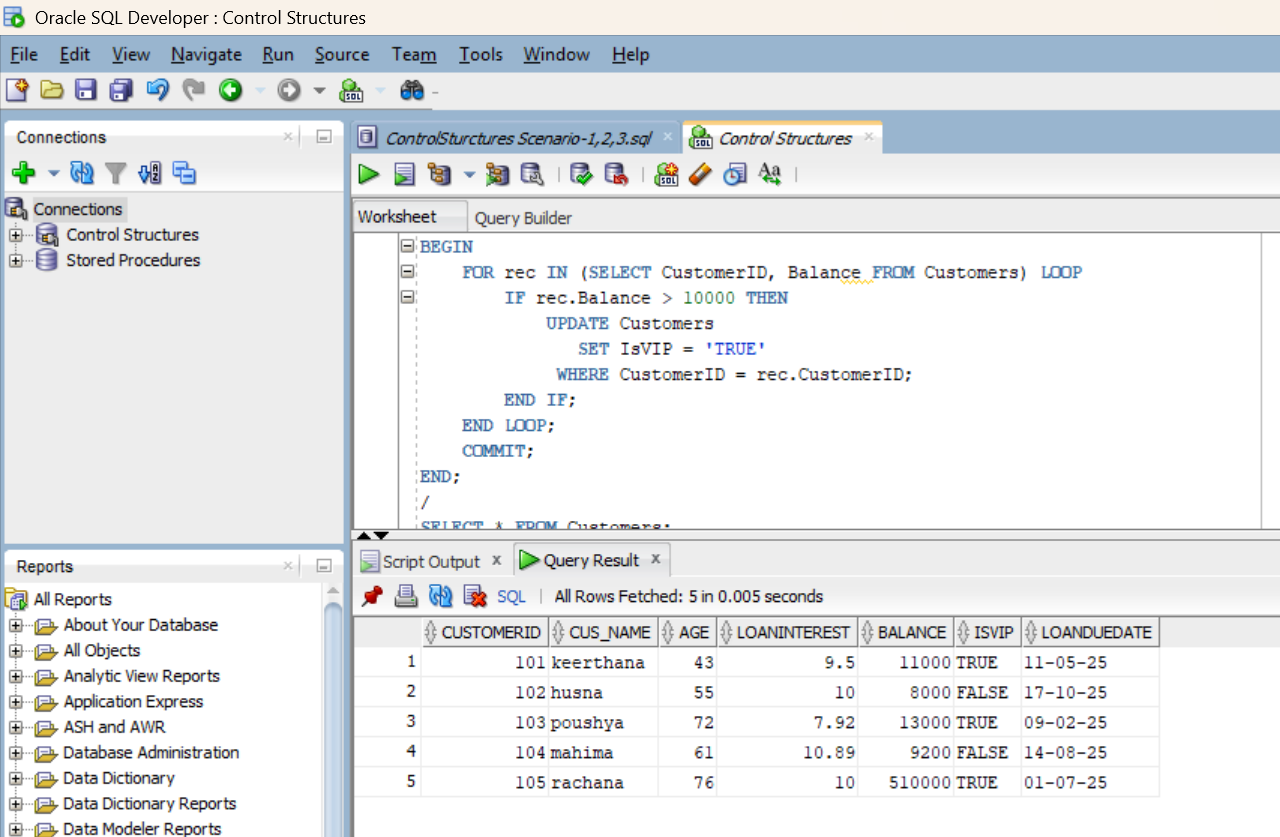 Oracle SQL Developer : Control Structures
File Edit View Navigate Run Source Team Tools Window Help
Connections
Connections
Control Structures
Stored Procedures
Reports
All Reports
About Your Database
All Objects
Analytic View Reports
Application Express
ASH and AWR
Database Administration
Data Dictionary
Data Dictionary Reports
Data Modeler Reports
ControlSturctures Scenario-1,2,3.sql Control Structures
Worksheet Query Builder
BEGIN
FOR rec IN (SELECT CustomerID, Balance FROM Customers) LOOP
IF rec.Balance > 10000 THEN
UPDATE Customers
SET IsVIP = 'TRUE'
WHERE CustomerID = rec.CustomerID;
END IF;
END LOOP;
COMMIT;
END;
/
SELECT * FROM Customers;
Script Output Query Result
SQL All Rows Fetched: 5 in 0.005 seconds
CUSTOMERID CUS_NAME AGE LOANINTEREST BALANCE ISVIP LOANDUEDATE
1 101 keerthana 43 9.5 11000 TRUE 11-05-25
2 102 husna 55 10 8000 FALSE 17-10-25
3 103 poushya 72 7.92 13000 TRUE 09-02-25
4 104 mahima 61 10.89 9200 FALSE 14-08-25
5 105 rachana 76 10 510000 TRUE 01-07-25